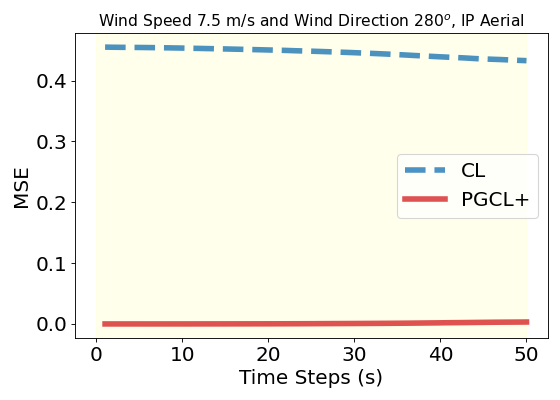 Wind Speed 7.5 m/s and Wind Direction 280°, IP Aerial
MSE
0.4
0.3
0.2
0.1
0.0
CL
PGCL+
0 10 20 30 40 50
Time Steps (s)